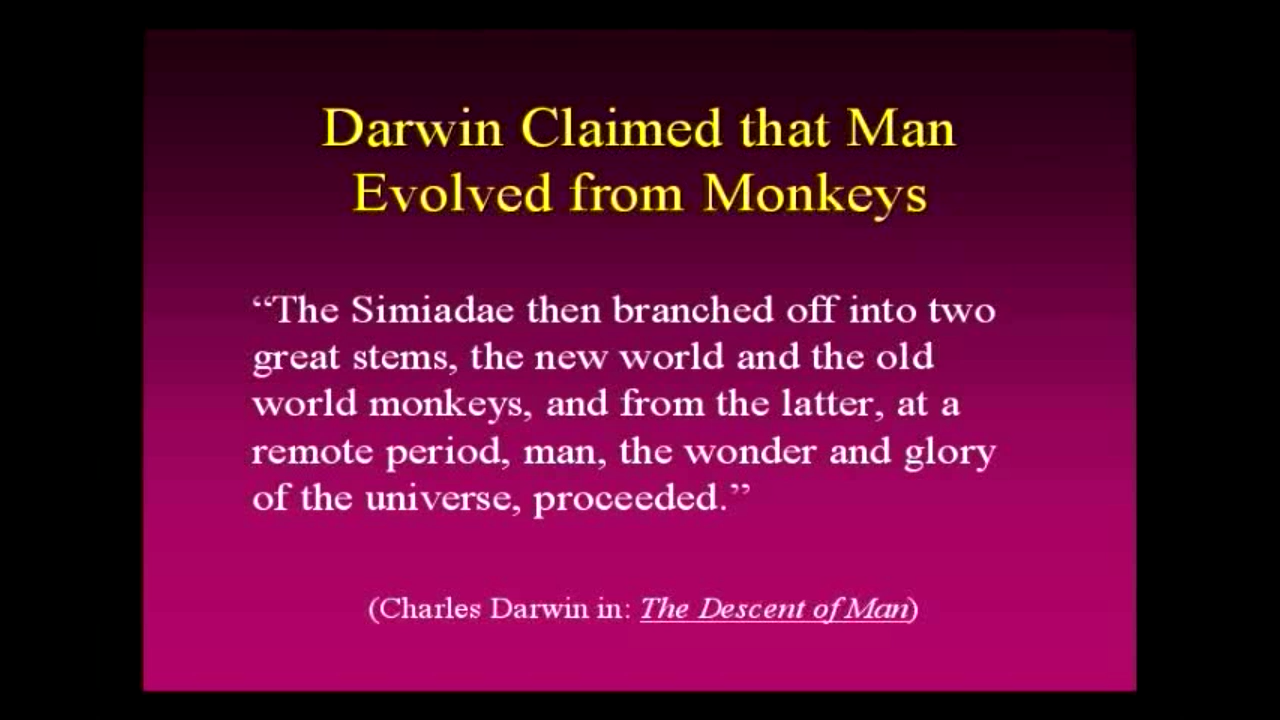 Darwin Claimed that Man
Evolved from Monkeys
“The Simiadae then branched off into two
great stems, the new world and the old
world monkeys, and from the latter, at a
remote period, man, the wonder and glory
of the universe, proceeded.”
(Charles Darwin in: The Descent of Man)